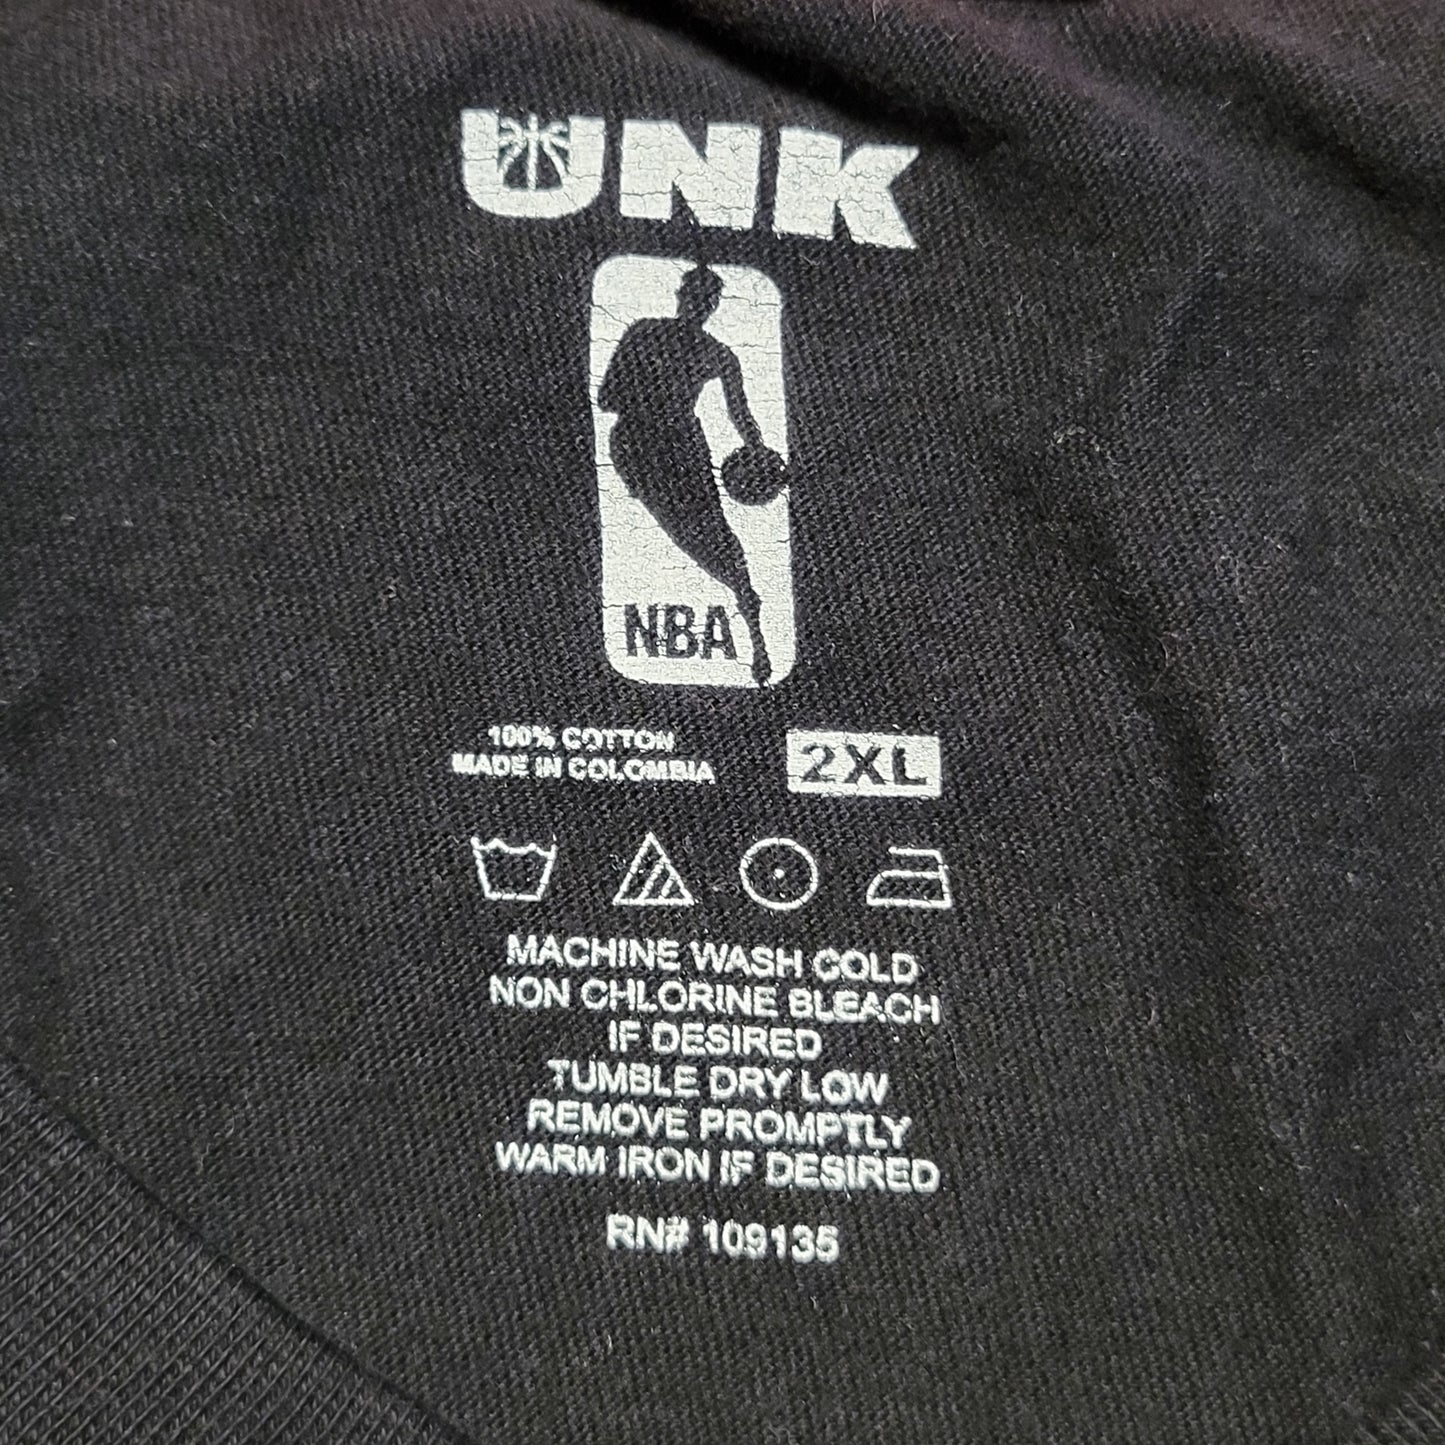 UNK
NBA
100% COTTON
MADE IN COLOMBIA
2XL
MACHINE WASH COLD
NON CHLORINE BLEACH
IF DESIRED
TUMBLE DRY LOW
REMOVE PROMPTLY
WARM IRON IF DESIRED
RN# 109135